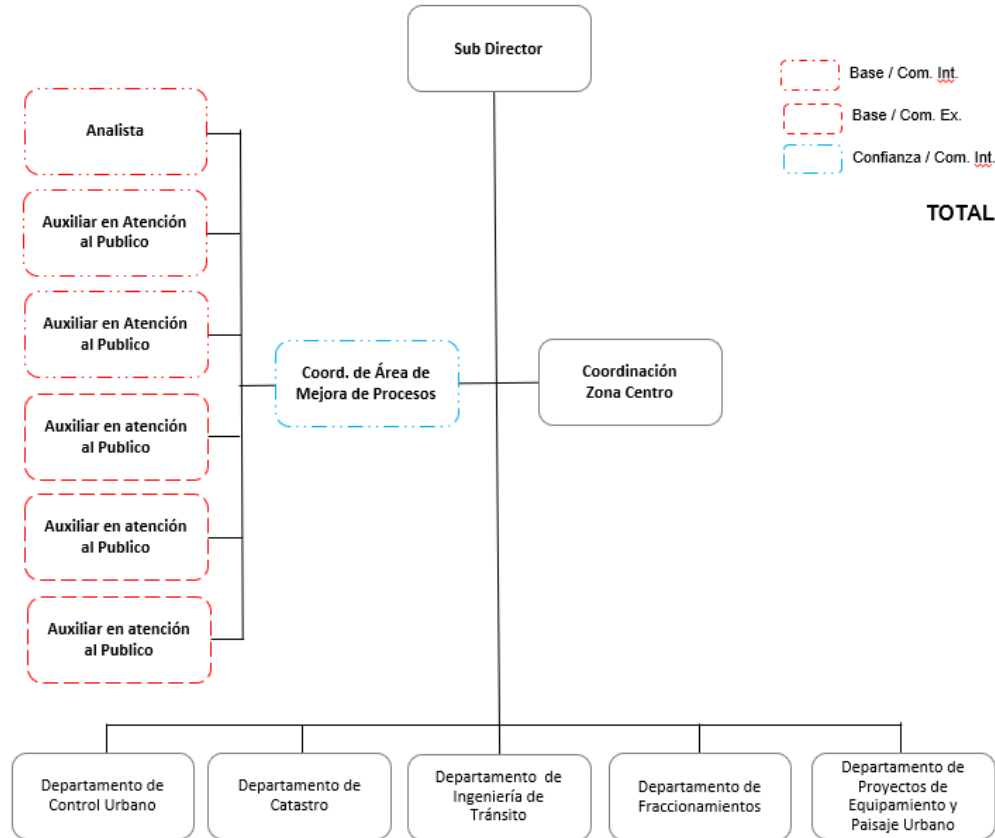 Sub Director
Base / Com. Int.
Base / Com. Ex.
Confianza / Com. Int.
TOTAL
Analista
Auxiliar en Atención
al Publico
Auxiliar en Atención
al Publico
Auxiliar en atención
al Publico
Auxiliar en atención
al Publico
Auxiliar en atención
al Publico
Coord. de Área de
Mejora de Procesos
Coordinación
Zona Centro
Departamento de
Control Urbano
Departamento de
Catastro
Departamento de
Ingeniería de
Tránsito
Departamento de
Fraccionamientos
Departamento de
Proyectos de
Equipamiento y
Paisaje Urbano